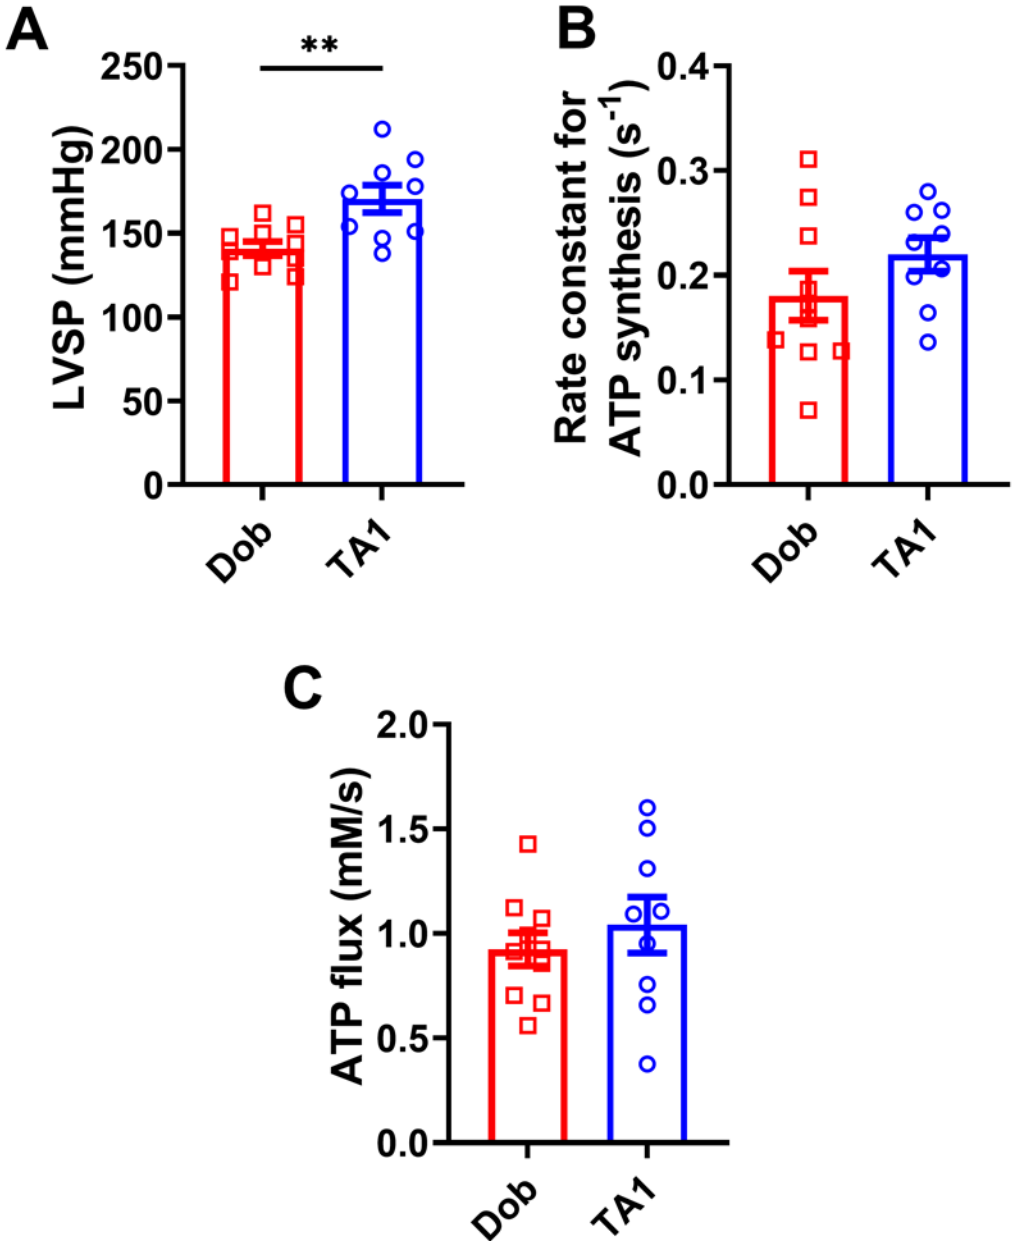 A
**
LVSP (mmHg)
250
200
150
100
50
0
Dob
TA1
B
Rate constant for
ATP synthesis (s⁻¹)
0.4
0.3
0.2
0.1
0.0
Dob
TA1
C
ATP flux (mM/s)
2.0
1.5
1.0
0.5
0.0
Dob
TA1